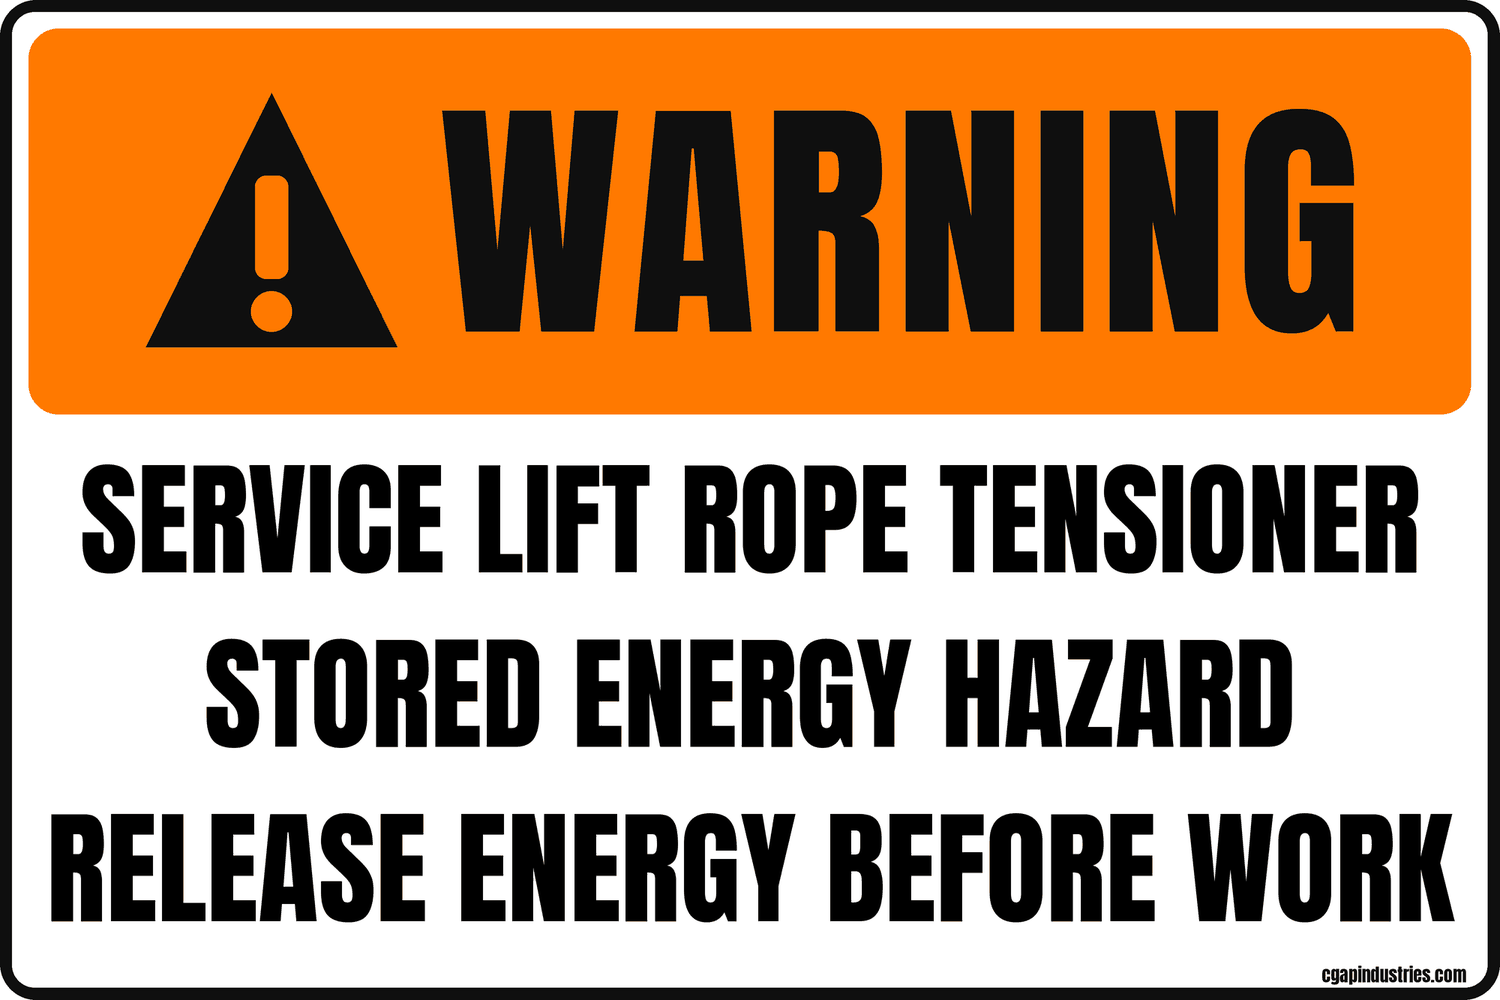 WARNING
SERVICE LIFT ROPE TENSIONER
STORED ENERGY HAZARD
RELEASE ENERGY BEFORE WORK
cgapindustries.com